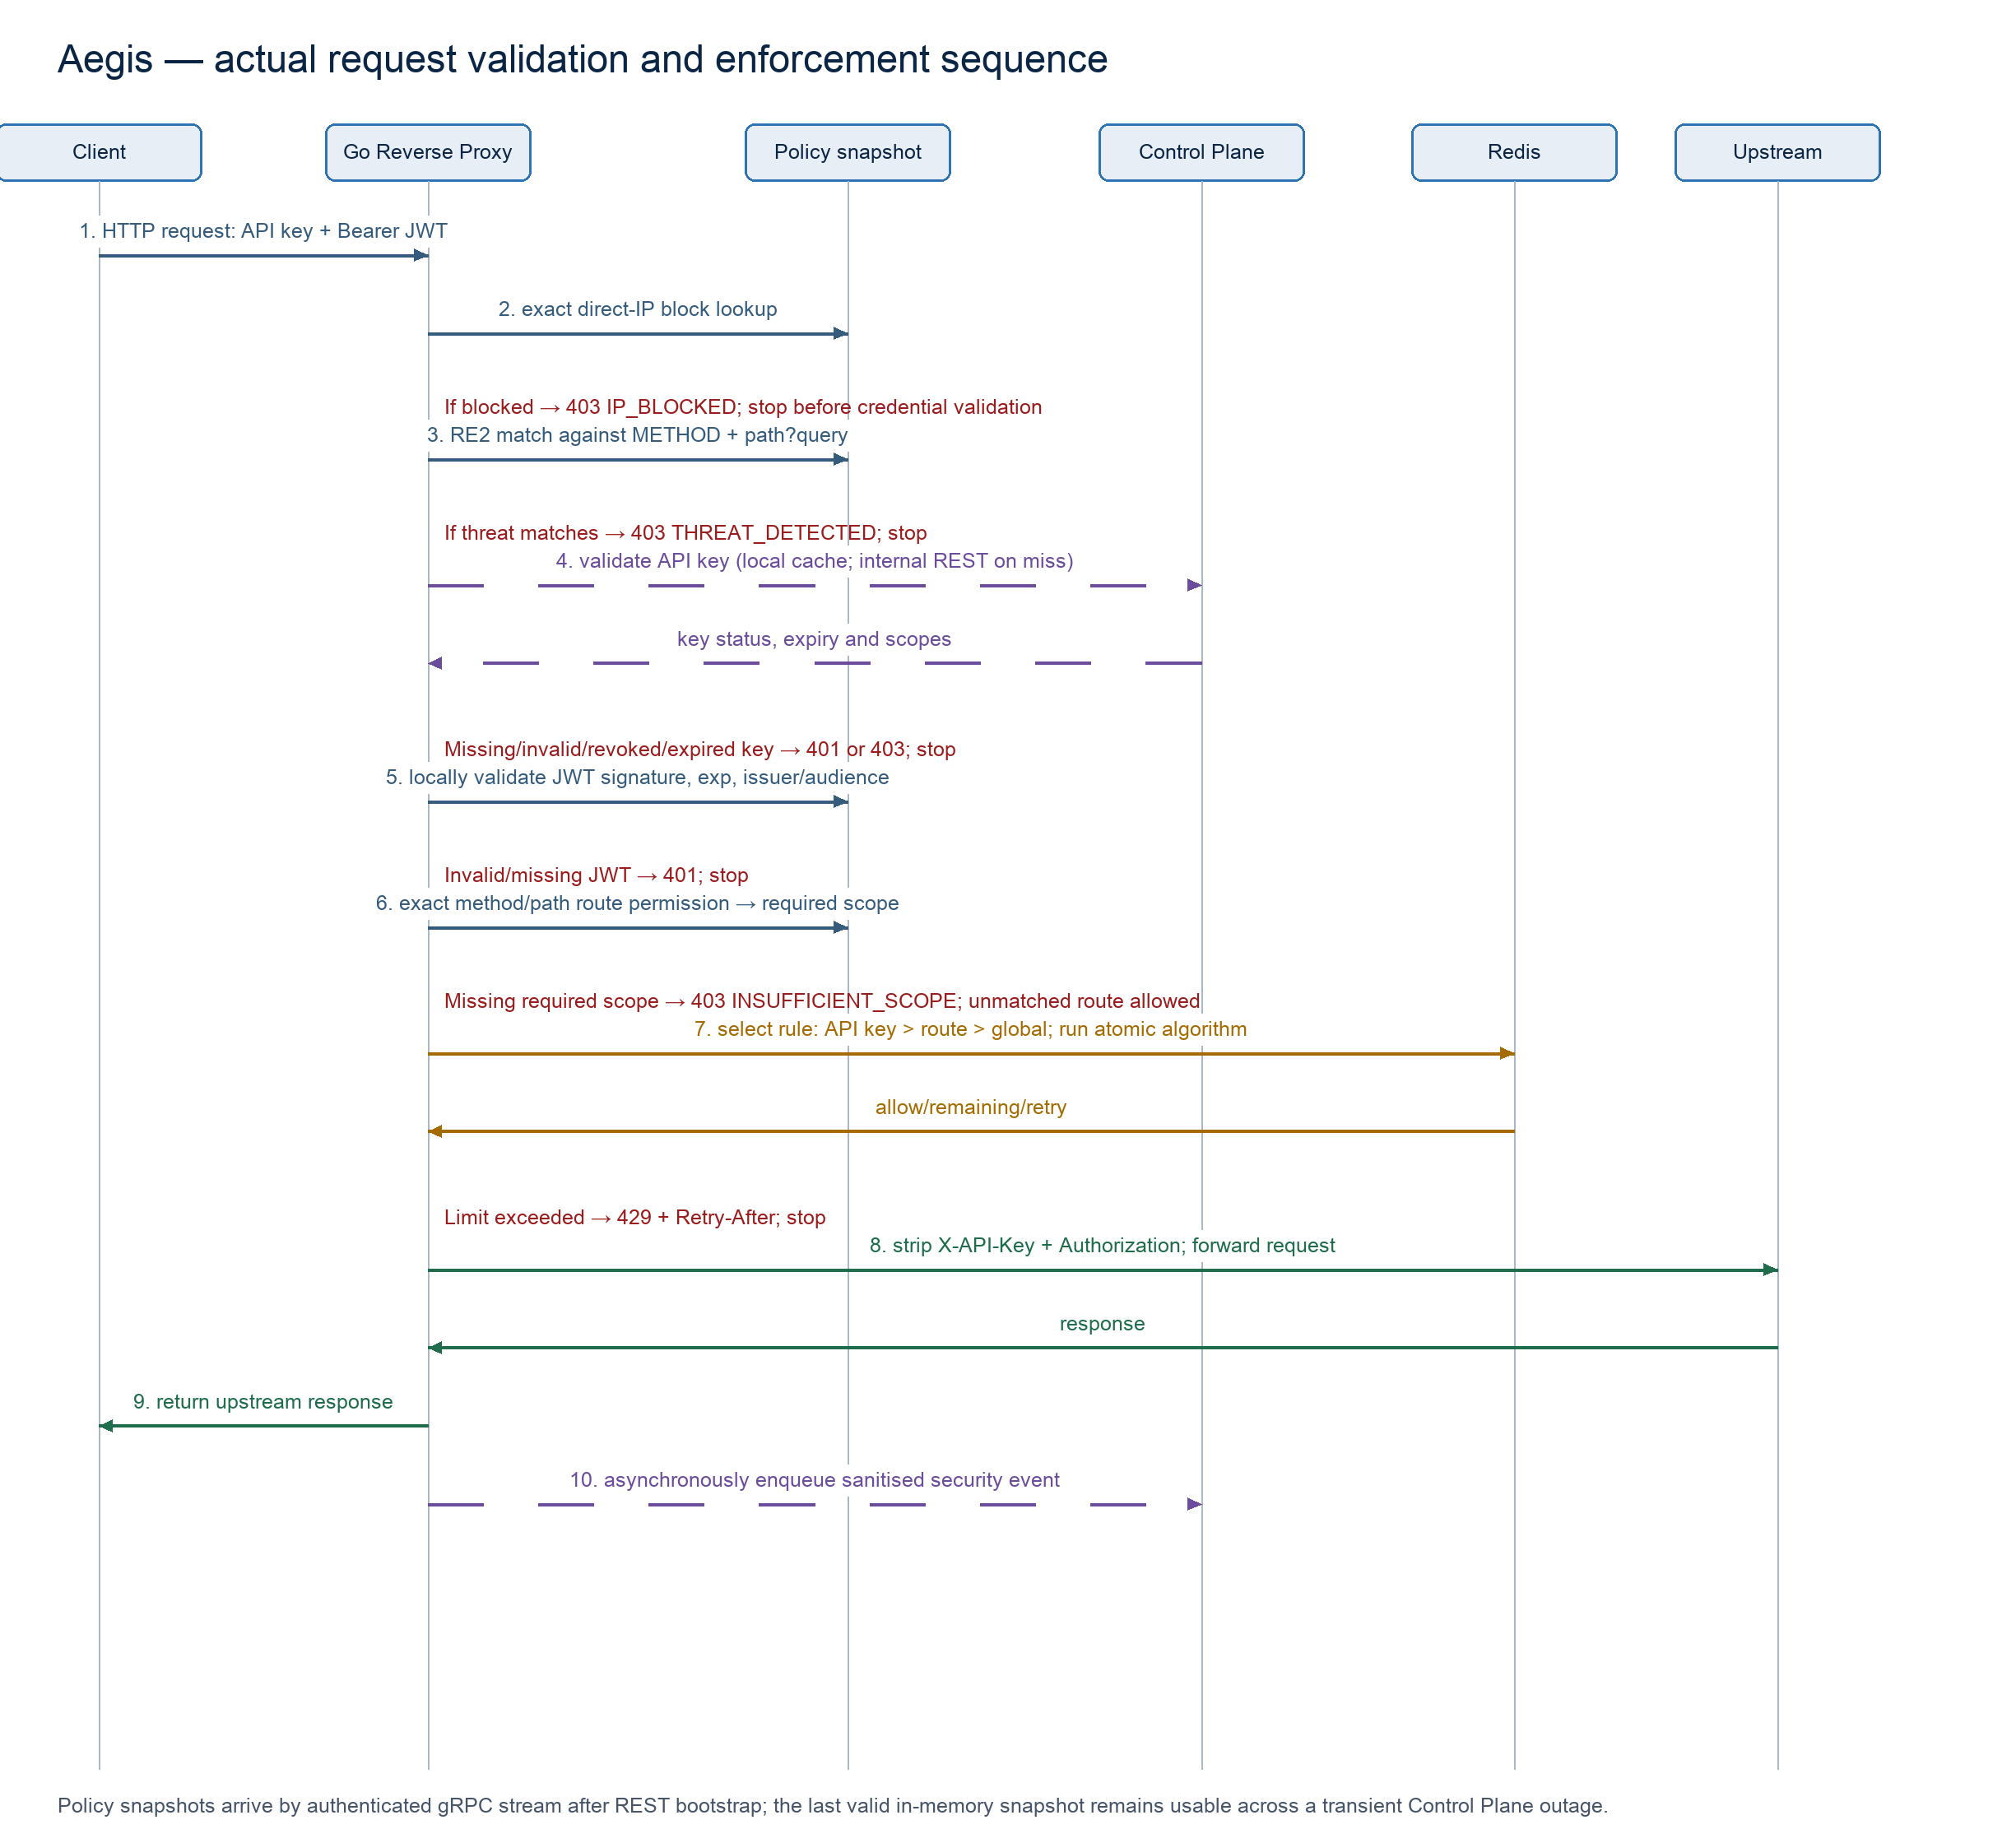 Aegis — actual request validation and enforcement sequence
Client
Go Reverse Proxy
Policy snapshot
Control Plane
Redis
Upstream
1. HTTP request: API key + Bearer JWT
2. exact direct-IP block lookup
If blocked → 403 IP_BLOCKED; stop before credential validation
3. RE2 match against METHOD + path?query
If threat matches → 403 THREAT_DETECTED; stop
4. validate API key (local cache; internal REST on miss)
key status, expiry and scopes
Missing/invalid/revoked/expired key → 401 or 403; stop
5. locally validate JWT signature, exp, issuer/audience
Invalid/missing JWT → 401; stop
6. exact method/path route permission → required scope
Missing required scope → 403 INSUFFICIENT_SCOPE; unmatched route allowed
7. select rule: API key > route > global; run atomic algorithm
allow/remaining/retry
Limit exceeded → 429 + Retry-After; stop
8. strip X-API-Key + Authorization; forward request
response
9. return upstream response
10. asynchronously enqueue sanitised security event
Policy snapshots arrive by authenticated gRPC stream after REST bootstrap; the last valid in-memory snapshot remains usable across a transient Control Plane outage.